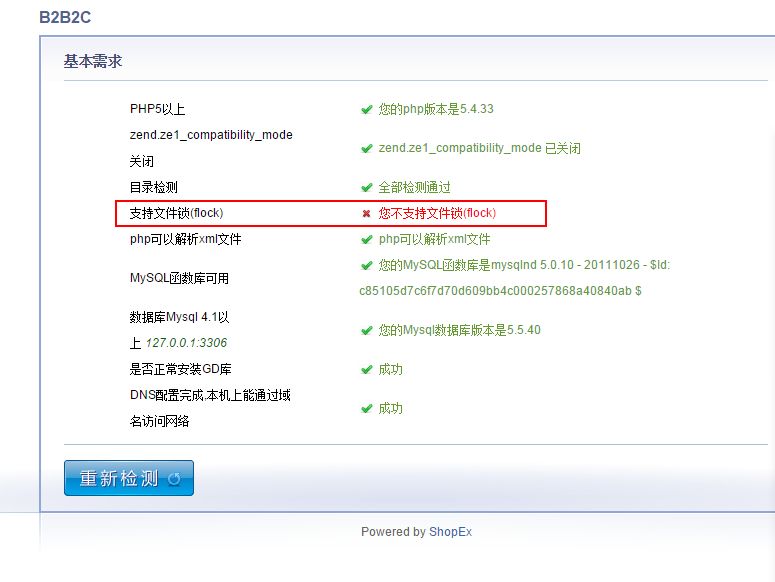 B2B2C
基本需求
PHP5以上 您的php版本是5.4.33
zend.ze1_compatibility_mode
关闭 zend.ze1_compatibility_mode 已关闭
目录检测 全部检测通过
支持文件锁(flock) 您不支持文件锁(flock)
php可以解析xml文件 php可以解析xml文件
MySQL函数库可用 您的MySQL函数库是mysqlnd 5.0.10 - 20111026 - $Id:
c85105d7c6f7d70d609bb4c000257868a40840ab $
数据库Mysql 4.1以
上 127.0.0.1:3306 您的Mysql数据库版本是5.5.40
是否正常安装GD库 成功
DNS配置完成,本机上能通过域
名访问网络 成功
重新检测
Powered by ShopEx